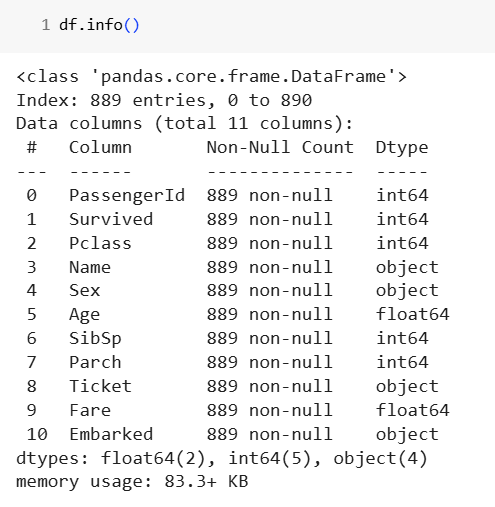 1 df.info()
<class 'pandas.core.frame.DataFrame'>
Index: 889 entries, 0 to 890
Data columns (total 11 columns):
 #   Column       Non-Null Count  Dtype
---  ------       --------------  -----
 0   PassengerId  889 non-null    int64
 1   Survived     889 non-null    int64
 2   Pclass       889 non-null    int64
 3   Name         889 non-null    object
 4   Sex          889 non-null    object
 5   Age          889 non-null    float64
 6   SibSp        889 non-null    int64
 7   Parch        889 non-null    int64
 8   Ticket       889 non-null    object
 9   Fare         889 non-null    float64
 10  Embarked     889 non-null    object
dtypes: float64(2), int64(5), object(4)
memory usage: 83.3+ KB